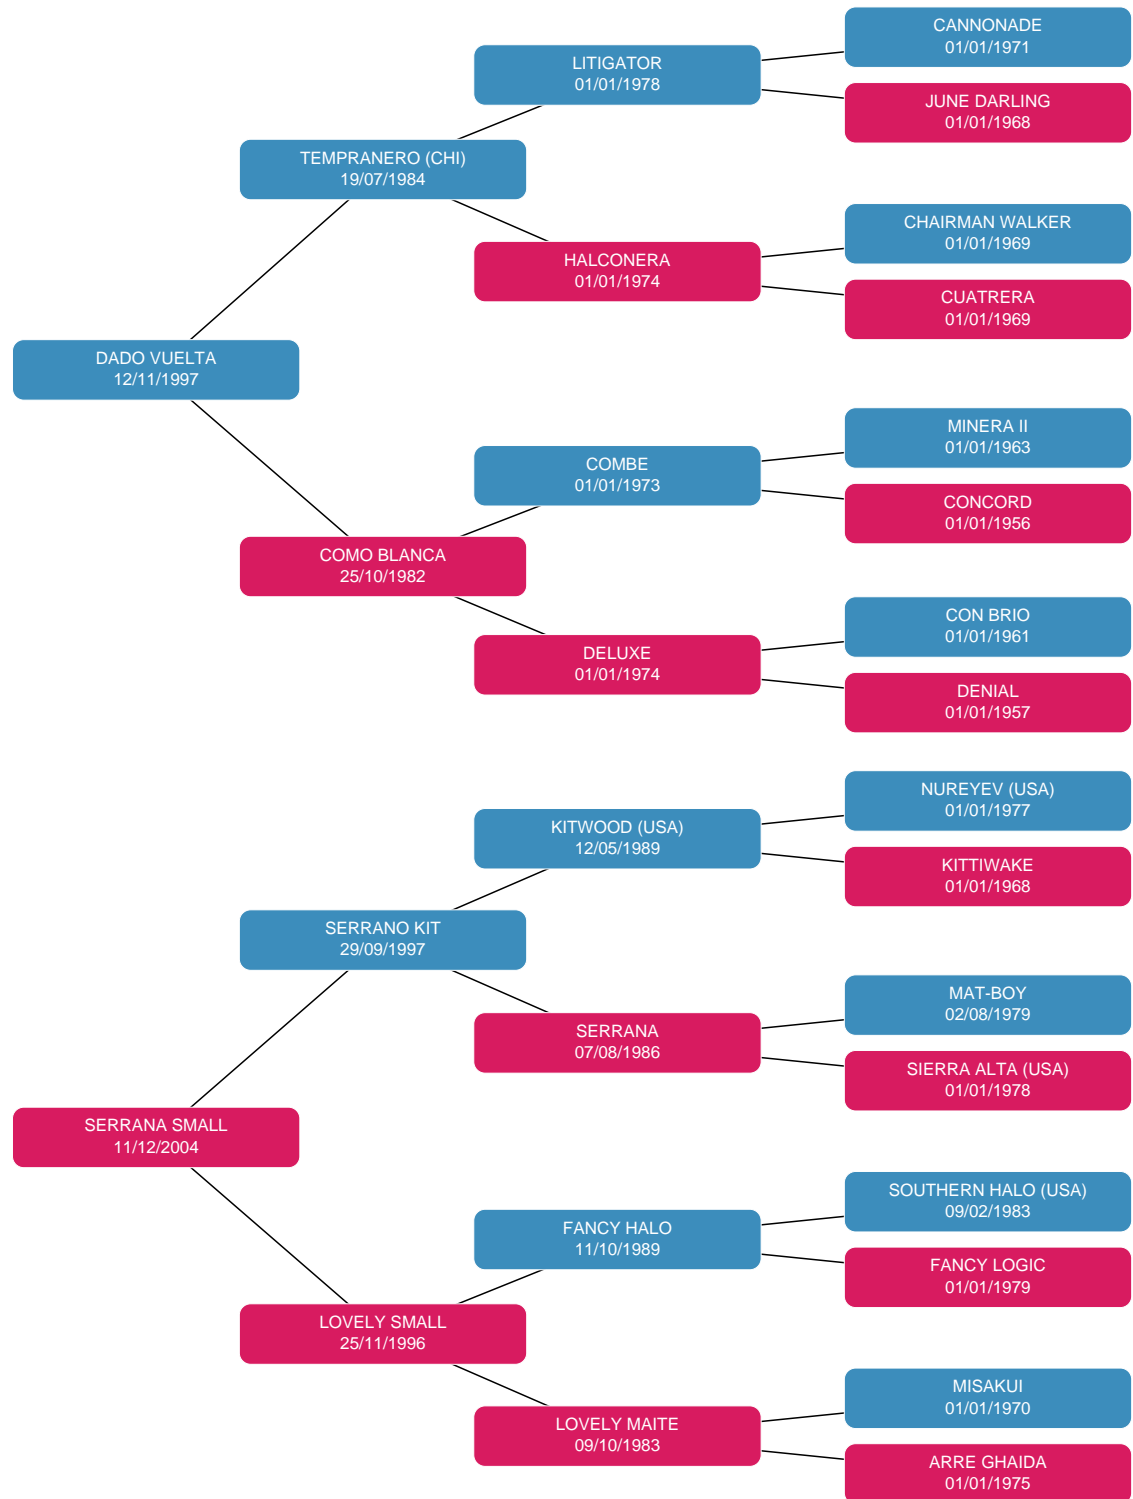 CANNONADE
01/01/1971
LITIGATOR
01/01/1978
JUNE DARLING
01/01/1968
TEMPRANERO (CHI)
19/07/1984
CHAIRMAN WALKER
01/01/1969
HALCONERA
01/01/1974
CUATRERA
01/01/1969
DADO VUELTA
12/11/1997
MINERA II
01/01/1963
COMBE
01/01/1973
CONCORD
01/01/1956
COMO BLANCA
25/10/1982
CON BRIO
01/01/1961
DELUXE
01/01/1974
DENIAL
01/01/1957
NUREYEV (USA)
01/01/1977
KITWOOD (USA)
12/05/1989
KITTIWAKE
01/01/1968
SERRANO KIT
29/09/1997
MAT-BOY
02/08/1979
SERRANA
07/08/1986
SIERRA ALTA (USA)
01/01/1978
SERRANA SMALL
11/12/2004
SOUTHERN HALO (USA)
09/02/1983
FANCY HALO
11/10/1989
FANCY LOGIC
01/01/1979
LOVELY SMALL
25/11/1996
MISAKUI
01/01/1970
LOVELY MAITE
09/10/1983
ARRE GHAIDA
01/01/1975